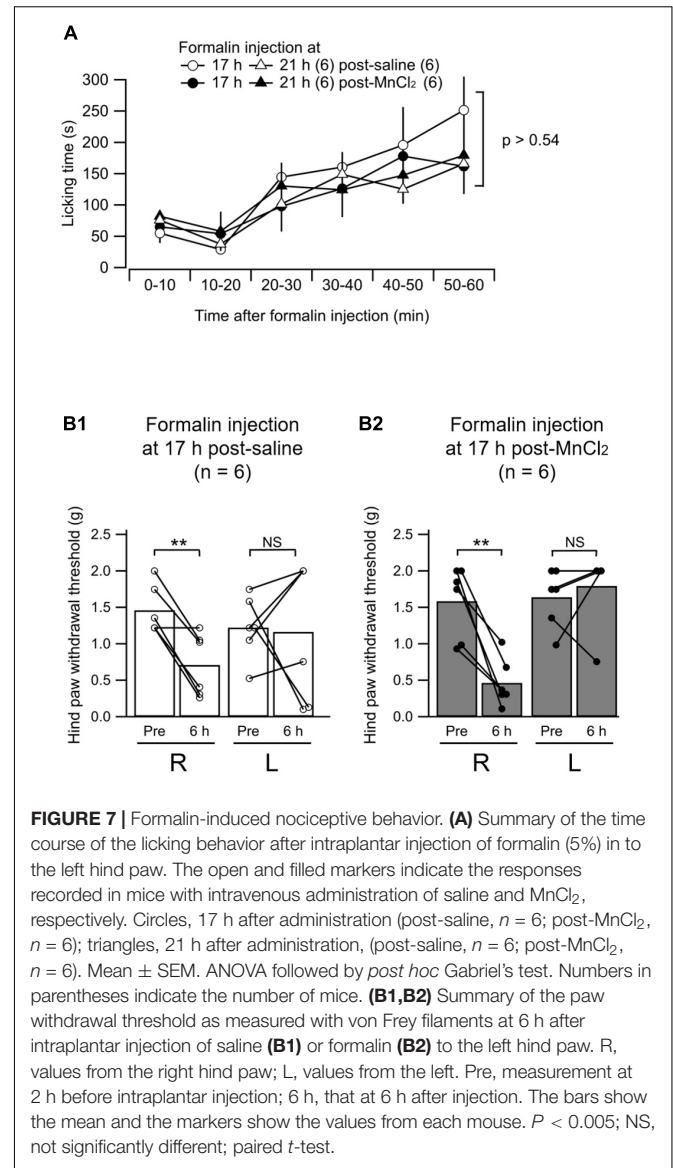 A
Formalin injection at
17 h 21 h (6) post-saline (6)
17 h 21 h (6) post-MnCl₂ (6)
300
250
200
150
100
50
0
Licking time (s)
p > 0.54
0-10 10-20 20-30 30-40 40-50 50-60
Time after formalin injection (min)
B1 Formalin injection
at 17 h post-saline
(n = 6)
Hind paw withdrawal threshold (g)
2.5
2.0
1.5
1.0
0.5
0.0
** NS
Pre 6 h Pre 6 h
R L
B2 Formalin injection
at 17 h post-MnCl₂
(n = 6)
Hind paw withdrawal threshold (g)
2.5
2.0
1.5
1.0
0.5
0.0
** NS
Pre 6 h Pre 6 h
R L
FIGURE 7 | Formalin-induced nociceptive behavior. (A) Summary of the time
course of the licking behavior after intraplantar injection of formalin (5%) in to
the left hind paw. The open and filled markers indicate the responses
recorded in mice with intravenous administration of saline and MnCl₂,
respectively. Circles, 17 h after administration (post-saline, n = 6; post-MnCl₂,
n = 6); triangles, 21 h after administration, (post-saline, n = 6; post-MnCl₂,
n = 6). Mean ± SEM. ANOVA followed by post hoc Gabriel's test. Numbers in
parentheses indicate the number of mice. (B1,B2) Summary of the paw
withdrawal threshold as measured with von Frey filaments at 6 h after
intraplantar injection of saline (B1) or formalin (B2) to the left hind paw. R,
values from the right hind paw; L, values from the left. Pre, measurement at
2 h before intraplantar injection; 6 h, that at 6 h after injection. The bars show
the mean and the markers show the values from each mouse. P < 0.005; NS,
not significantly different; paired t-test.